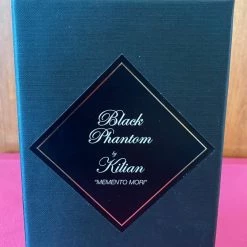 Black
Phantom
by
Kilian
"MEMENTO MORI"